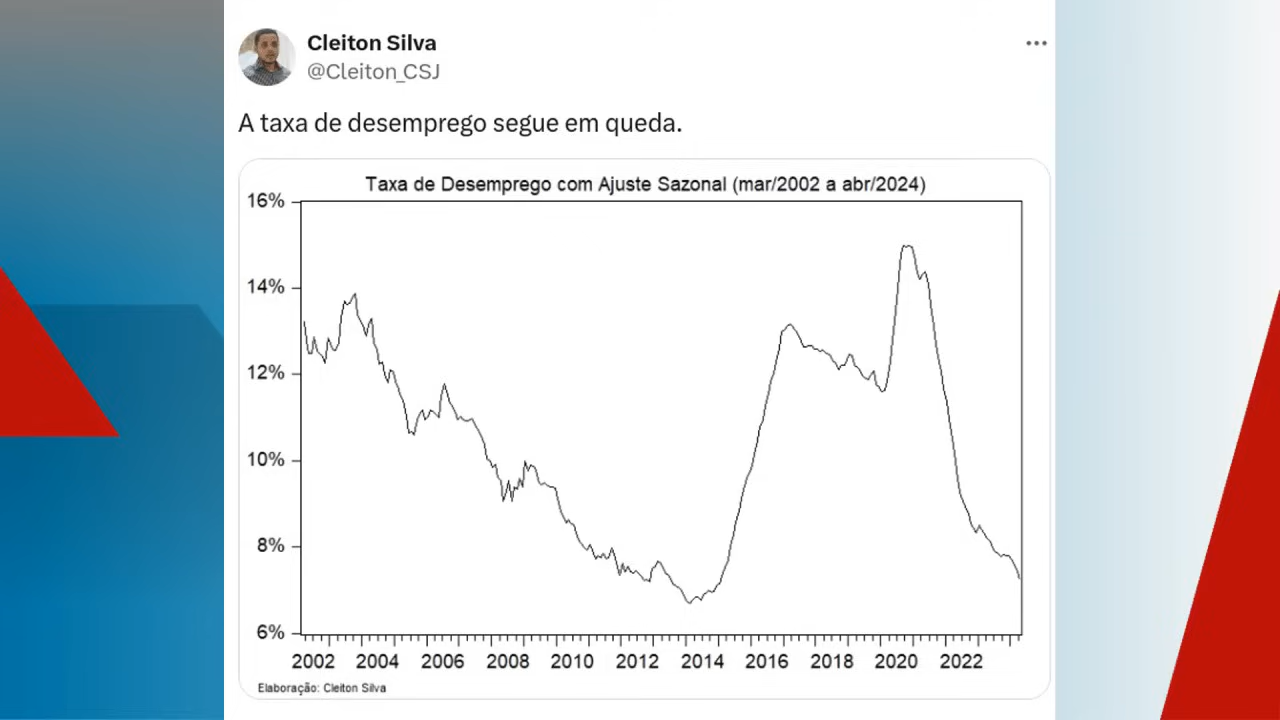 Cleiton Silva
@Cleiton_CSJ
A taxa de desemprego segue em queda.
Taxa de Desemprego com Ajuste Sazonal (mar/2002 a abr/2024)
16%
14%
12%
10%
8%
6%
2002 2004 2006 2008 2010 2012 2014 2016 2018 2020 2022
Elaboração: Cleiton Silva